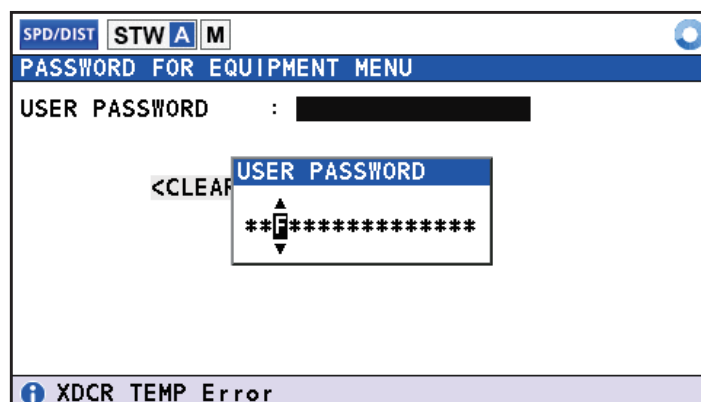 SPD/DIST STW A M
PASSWORD FOR EQUIPMENT MENU
USER PASSWORD :
<CLEAR
USER PASSWORD
**F*************
XDCR TEMP Error